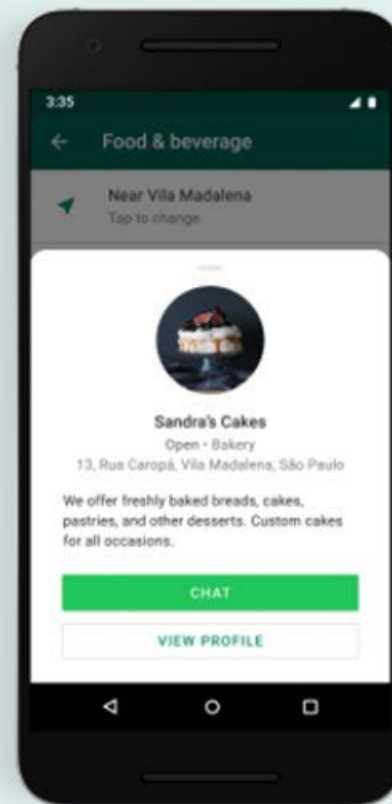 3:35
Food & beverage
Near Vila Madalena
Tap to change
Sandra's Cakes
Open • Bakery
13, Rua Caropá, Vila Madalena, São Paulo
We offer freshly baked breads, cakes,
pastries, and other desserts. Custom cakes
for all occasions.
CHAT
VIEW PROFILE